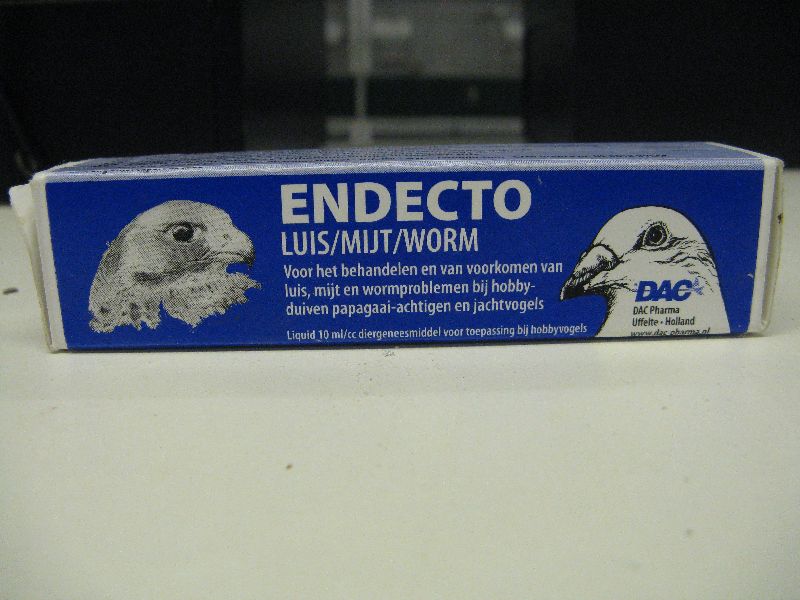 ENDECTO
LUIS/MIJT/WORM
Voor het behandelen en van voorkomen van
luis, mijt en wormproblemen bij hobby-
duiven papagaai-achtigen en jachtvogels
Liquid 10 ml/cc diergeneesmiddel voor toepassing bij hobbyvogels
DAC
DAC Pharma
Uffelte - Holland
www.dac-pharma.nl